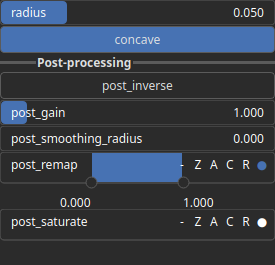 radius 0.050
concave
Post-processing
post_inverse
post_gain 1.000
post_smoothing_radius 0.000
post_remap - Z A C R
0.000 1.000
post_saturate - Z A C R